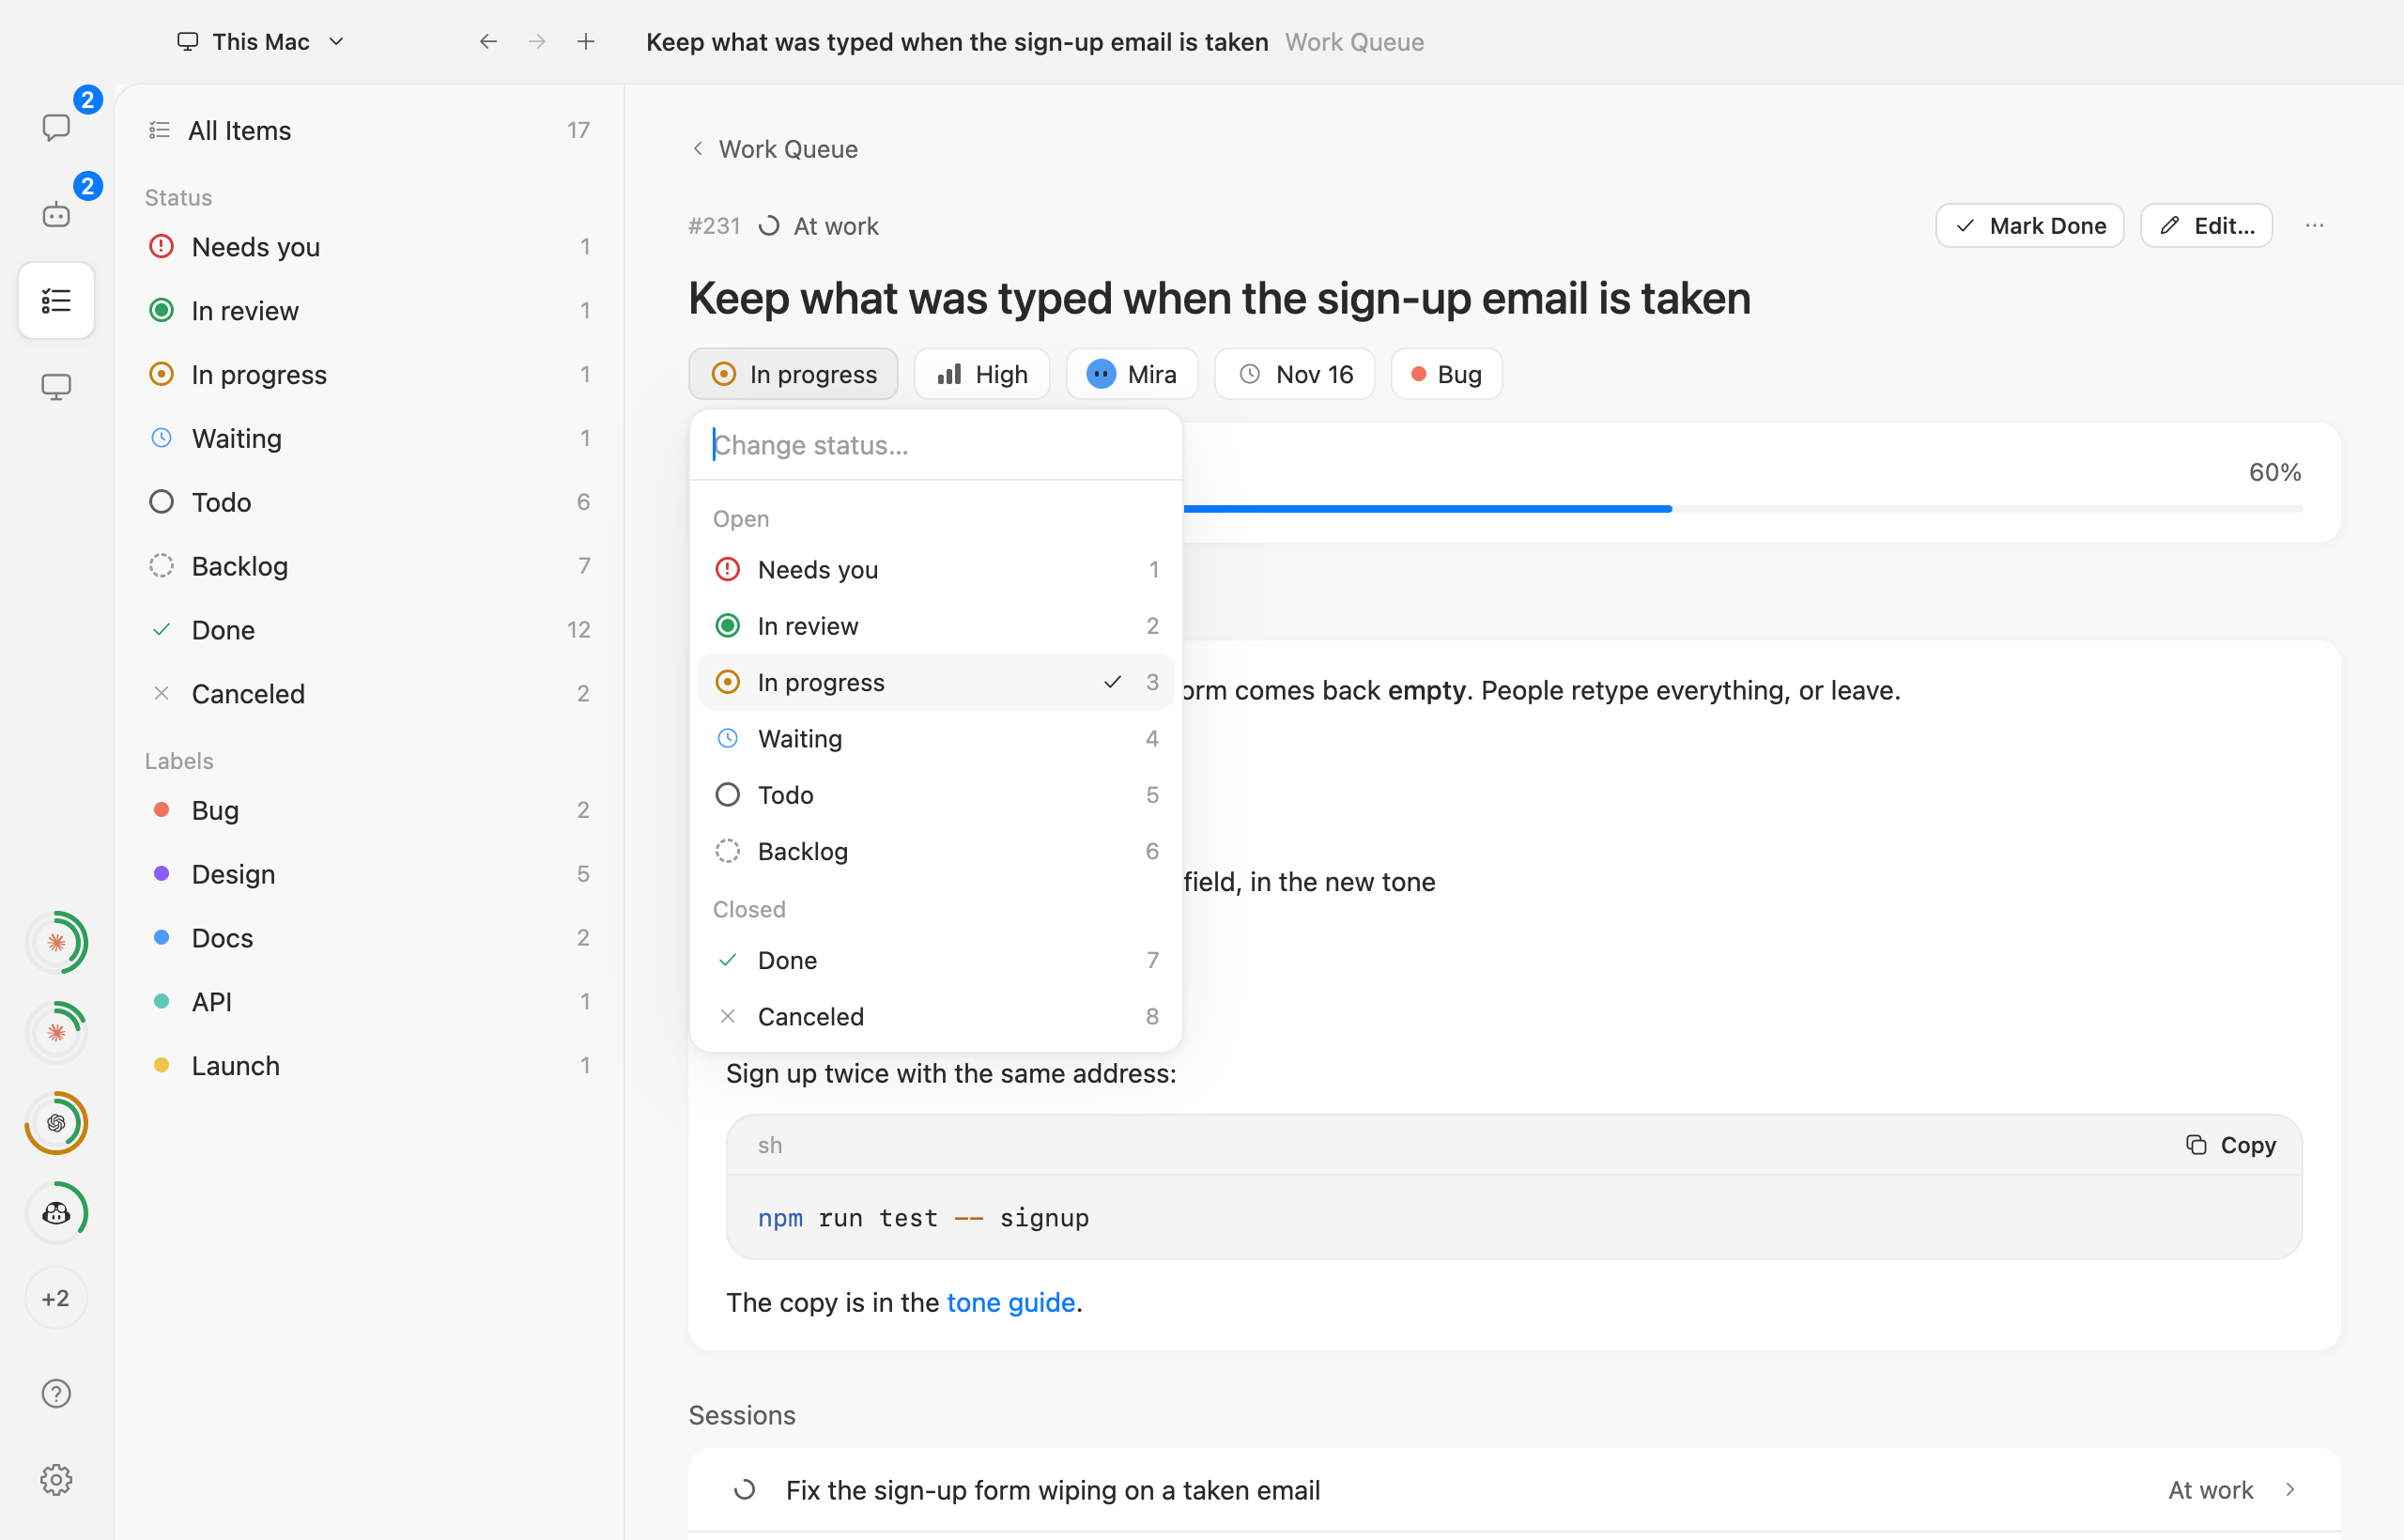 This Mac
Keep what was typed when the sign-up email is taken Work Queue
2
2
All Items 17
Status
Needs you 1
In review 1
In progress 1
Waiting 1
Todo 6
Backlog 7
Done 12
Canceled 2
Labels
Bug 2
Design 5
Docs 2
API 1
Launch 1
+2
Work Queue
#231 At work
Mark Done
Edit...
Keep what was typed when the sign-up email is taken
In progress
High
Mira
Nov 16
Bug
60%
Change status...
Open
Needs you 1
In review 2
In progress 3
Waiting 4
Todo 5
Backlog 6
Closed
Done 7
Canceled 8
orm comes back empty. People retype everything, or leave.
field, in the new tone
Sign up twice with the same address:
sh
Copy
npm run test -- signup
The copy is in the tone guide.
Sessions
Fix the sign-up form wiping on a taken email At work